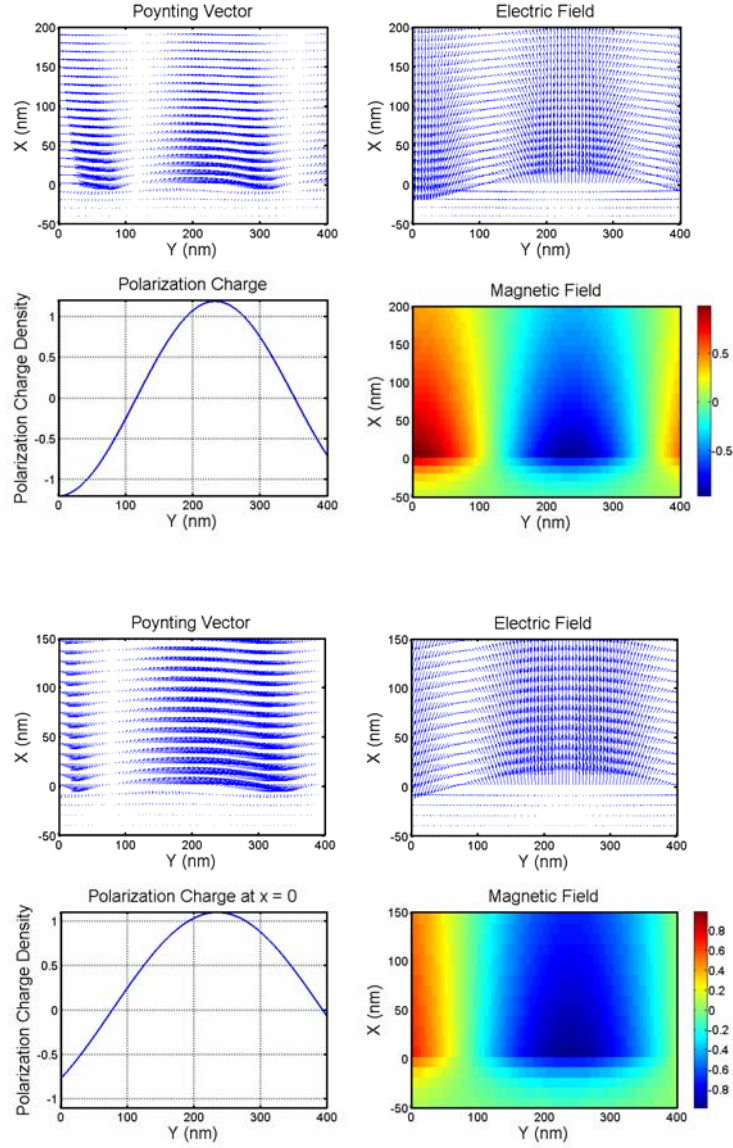 Poynting Vector
200
150
100
50
0
-50
X (nm)
0 100 200 300 400
Y (nm)
Electric Field
200
150
100
50
0
-50
X (nm)
0 100 200 300 400
Y (nm)
Polarization Charge
1
0.5
0
-0.5
-1
Polarization Charge Density
0 100 200 300 400
Y (nm)
Magnetic Field
200
150
100
50
0
-50
X (nm)
0 100 200 300 400
Y (nm)
0.5
0
-0.5
Poynting Vector
150
100
50
0
-50
X (nm)
0 100 200 300 400
Y (nm)
Electric Field
150
100
50
0
-50
X (nm)
0 100 200 300 400
Y (nm)
Polarization Charge at x = 0
1
0.5
0
-0.5
-1
Polarization Charge Density
0 100 200 300 400
Y (nm)
Magnetic Field
150
100
50
0
-50
X (nm)
0 100 200 300 400
Y (nm)
0.8
0.6
0.4
0.2
0
-0.2
-0.4
-0.6
-0.8